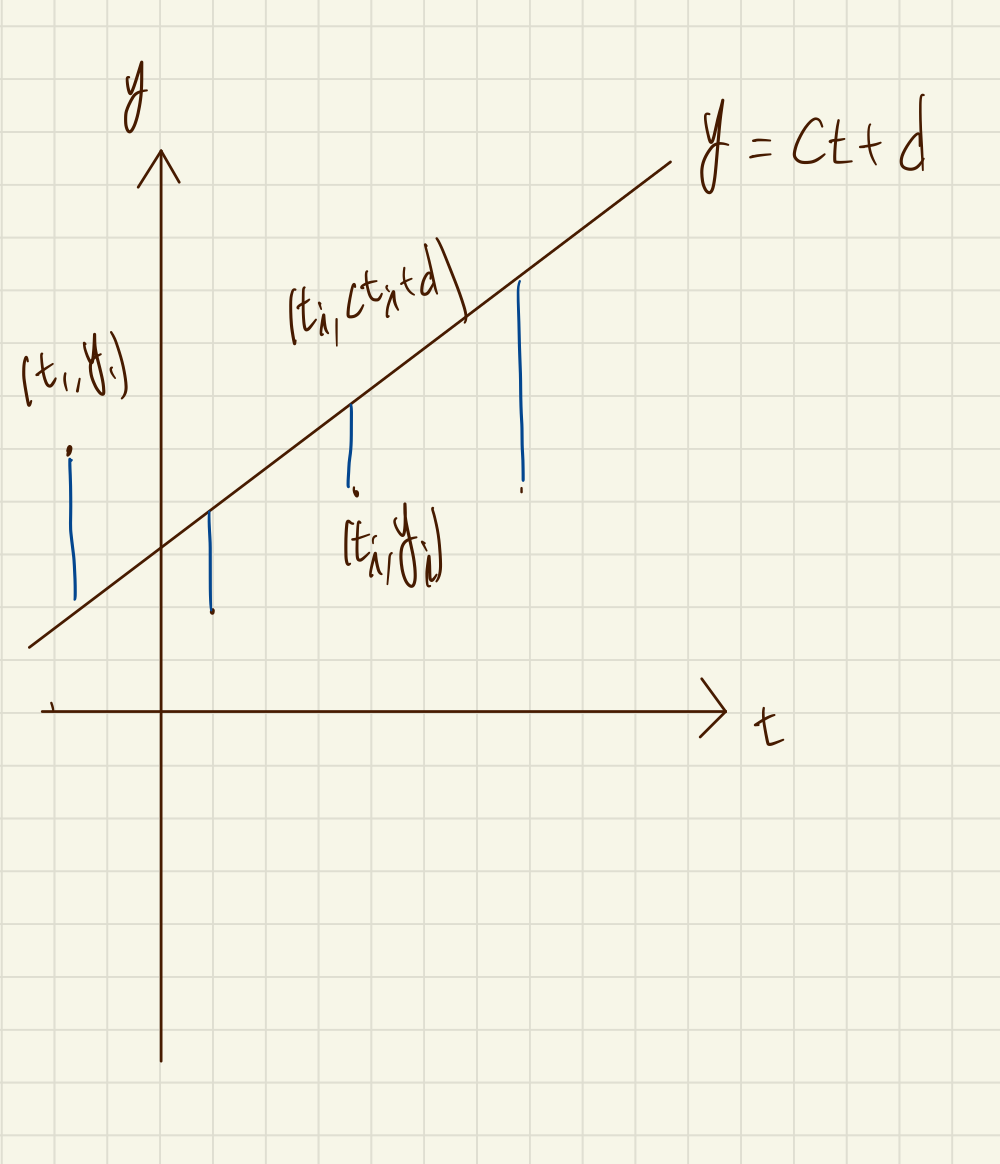 y
y = ct + d
(tᵢ, ctᵢ+d)
(t₁, y₁)
(tᵢ, yᵢ)
t